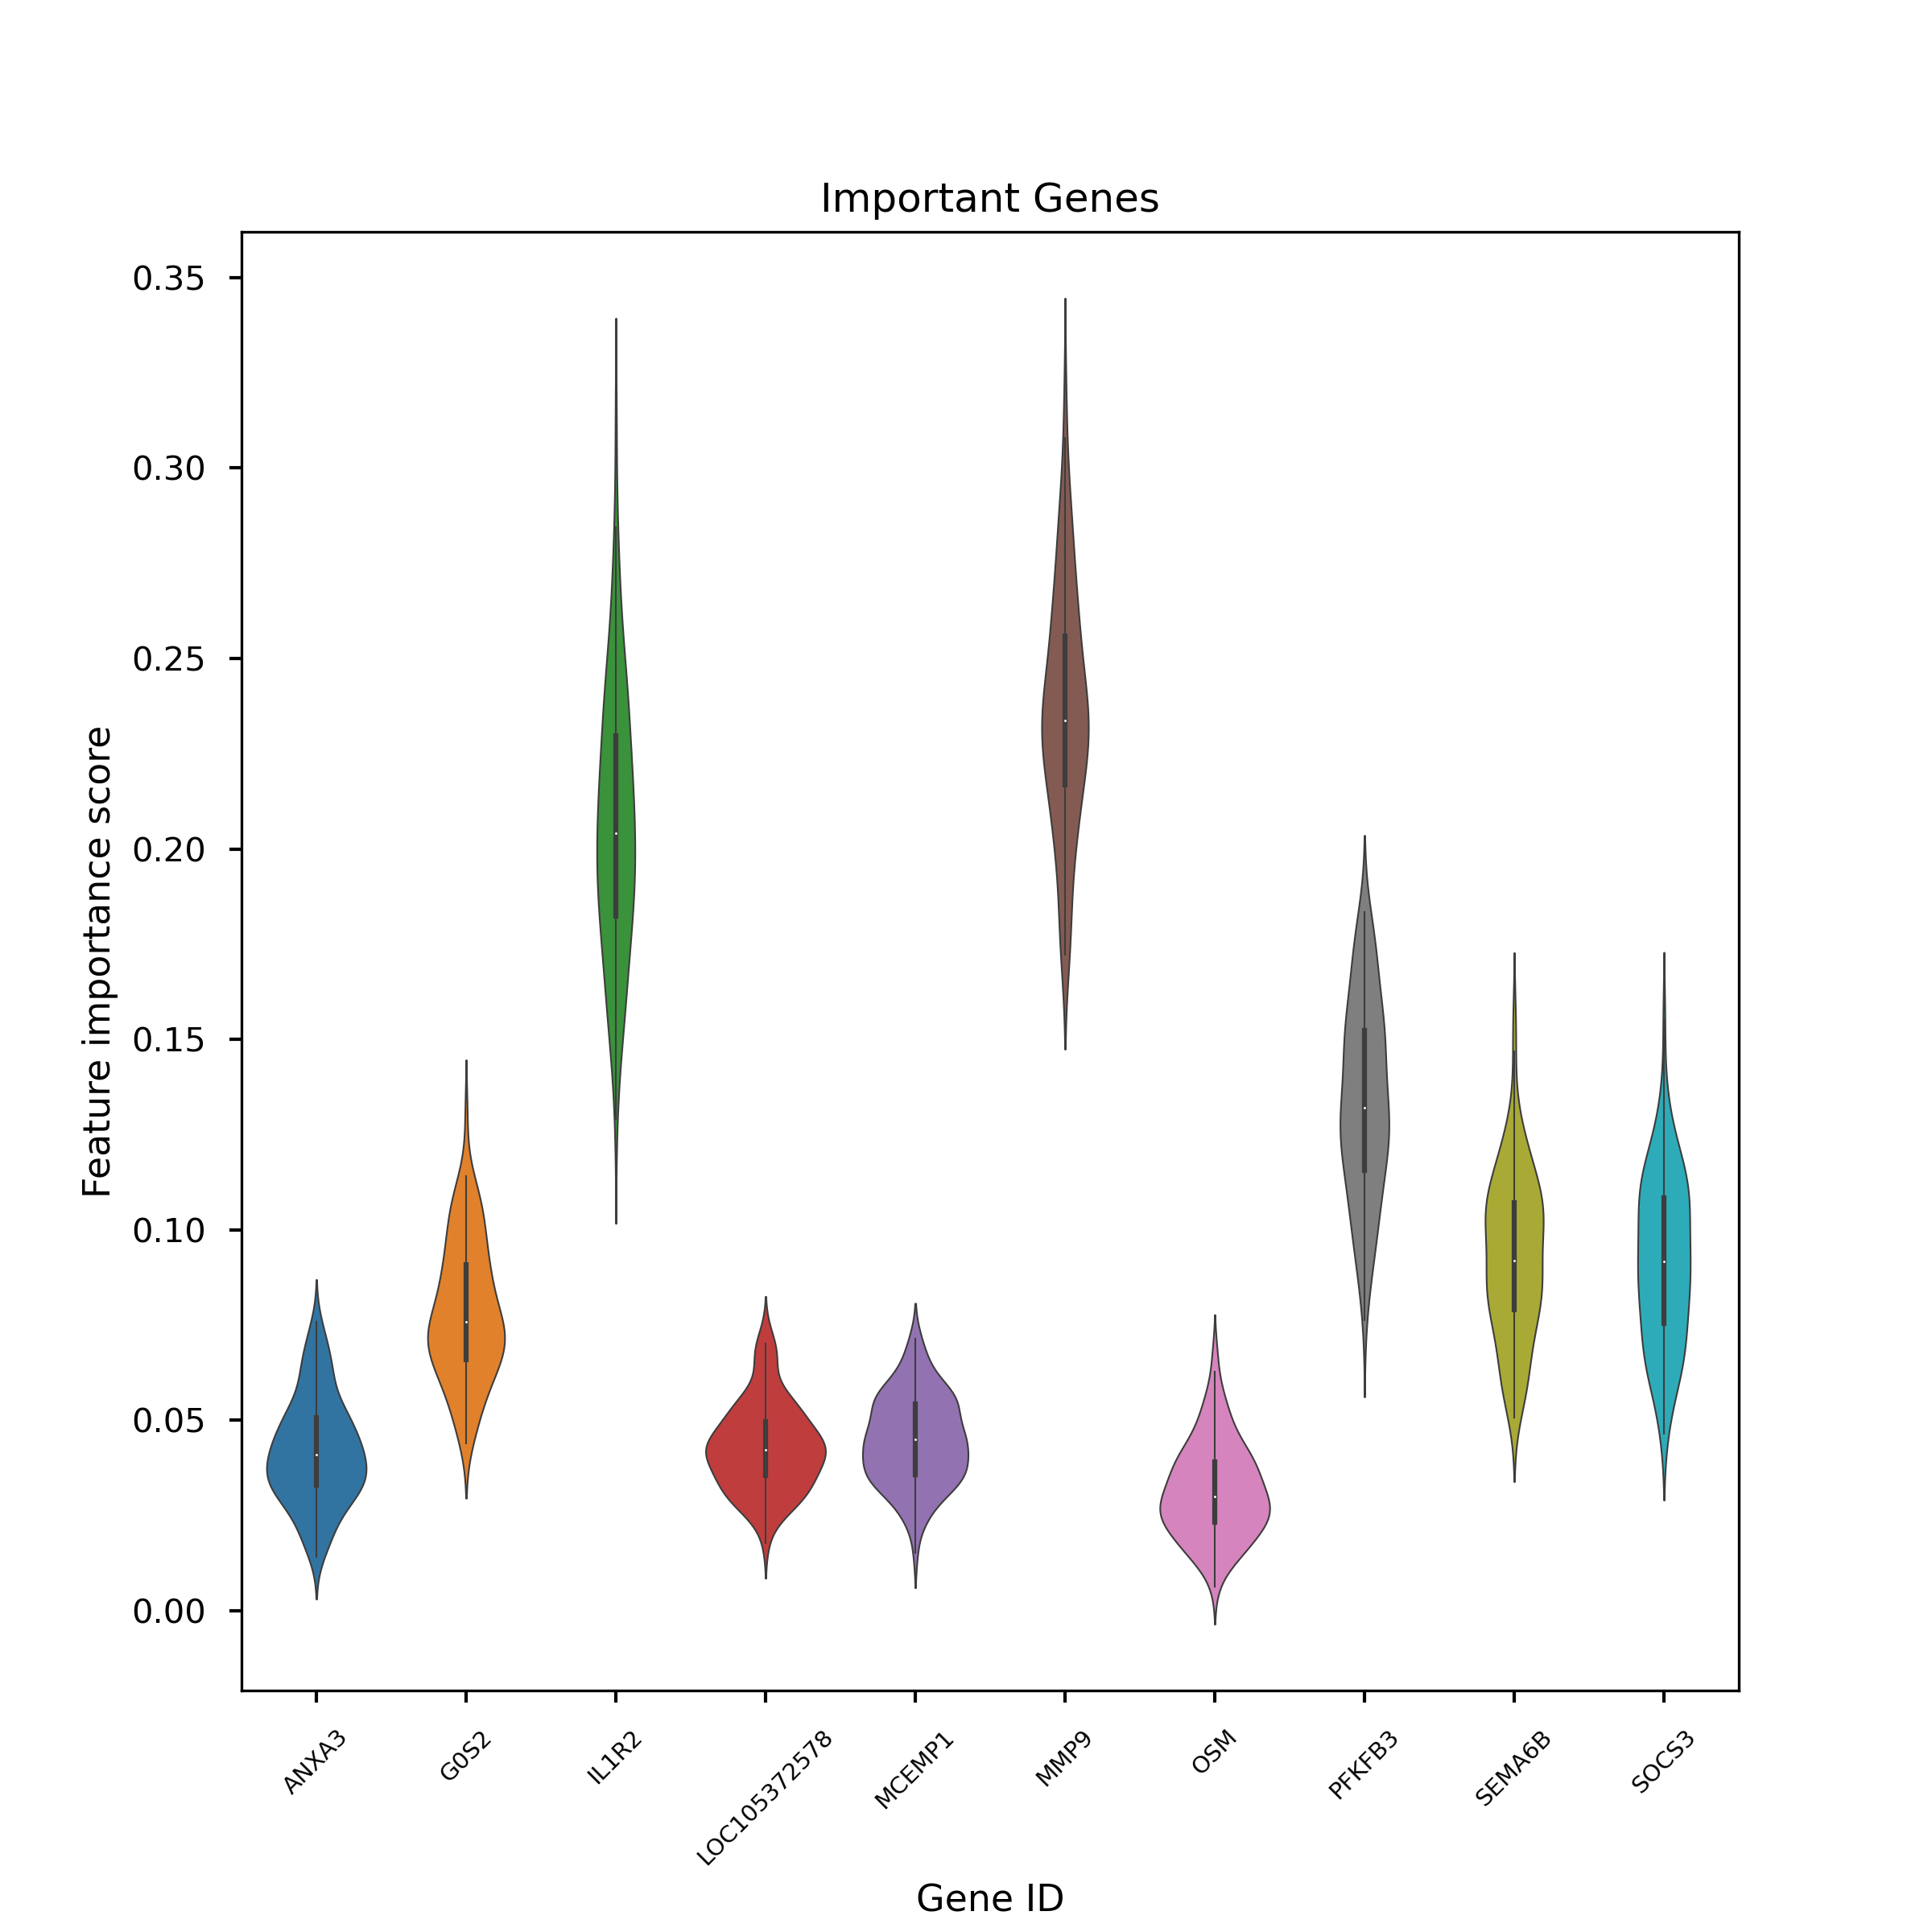 Important Genes
0.35
0.30
0.25
0.20
0.15
0.10
0.05
0.00
Feature importance score
ANXA3
G0S2
IL1R2
LOC105372578
MCEMP1
MMP9
OSM
PFKFB3
SEMA6B
SOCS3
Gene ID